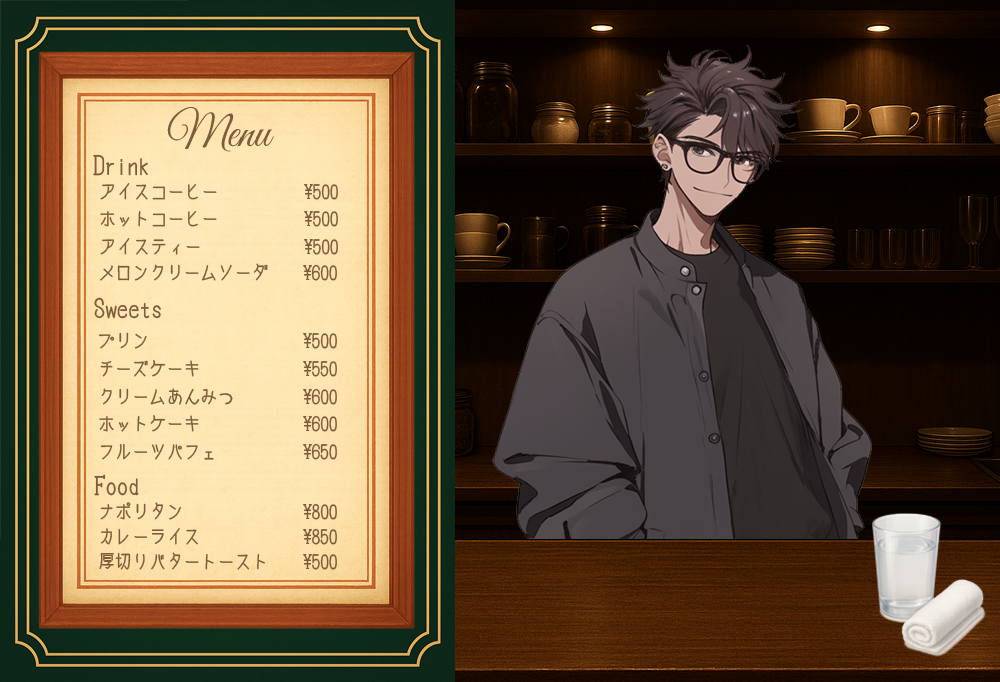 Menu
Drink
アイスコーヒー ¥500
ホットコーヒー ¥500
アイスティー ¥500
メロンクリームソーダ ¥600
Sweets
プリン ¥500
チーズケーキ ¥550
クリームあんみつ ¥600
ホットケーキ ¥600
フルーツパフェ ¥650
Food
ナポリタン ¥800
カレーライス ¥850
厚切りバタートースト ¥500